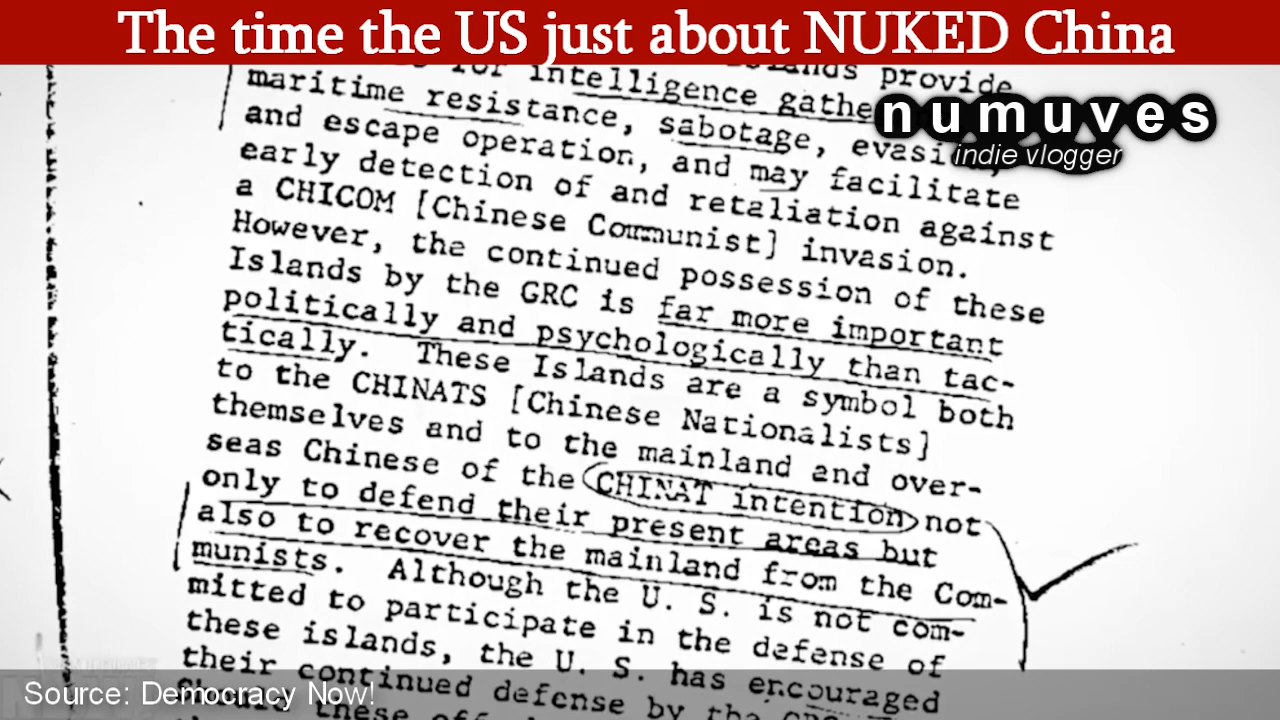 The time the US just about NUKED China
for intelligence
provide
maritime resistance, sabotage,
numuves
indie vlogger
and escape operation, and may facilitate
early detection of and retaliation against
a CHICOM [Chinese Communist] invasion.
However, the continued possession of these
Islands by the GRC is far more important
politically and psychologically than tac-
tically. These Islands are a symbol both
to the CHINATS [Chinese Nationalists]
themselves and to the mainland and over-
seas Chinese of the CHINAT intention not
only to defend their present areas but
also to recover the mainland from the Com-
munists. Although the U. S. is not com-
mitted to participate in the defense of
these islands, the U. S. has encouraged
their continued defense by the
these
Source: Democracy Now!